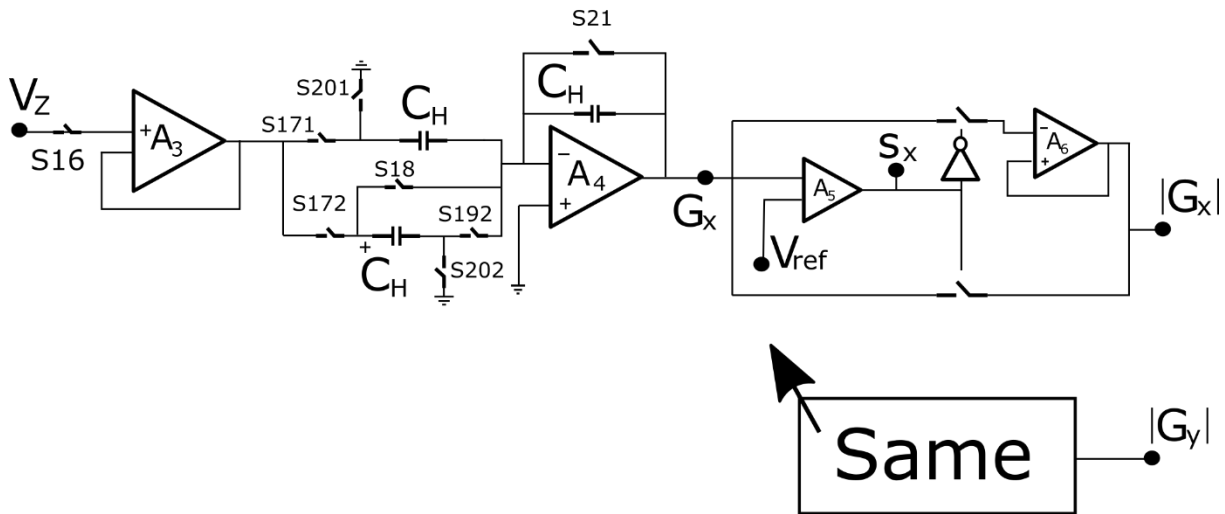 S21
S201
V_Z
C_H
C_H
S171
+
A_3
S16
S18
−
A_4
+
S172
S192
+
C_H
S202
G_x
A_5
s_x
V_ref
−
A_6
+
|G_x|
Same
|G_y|